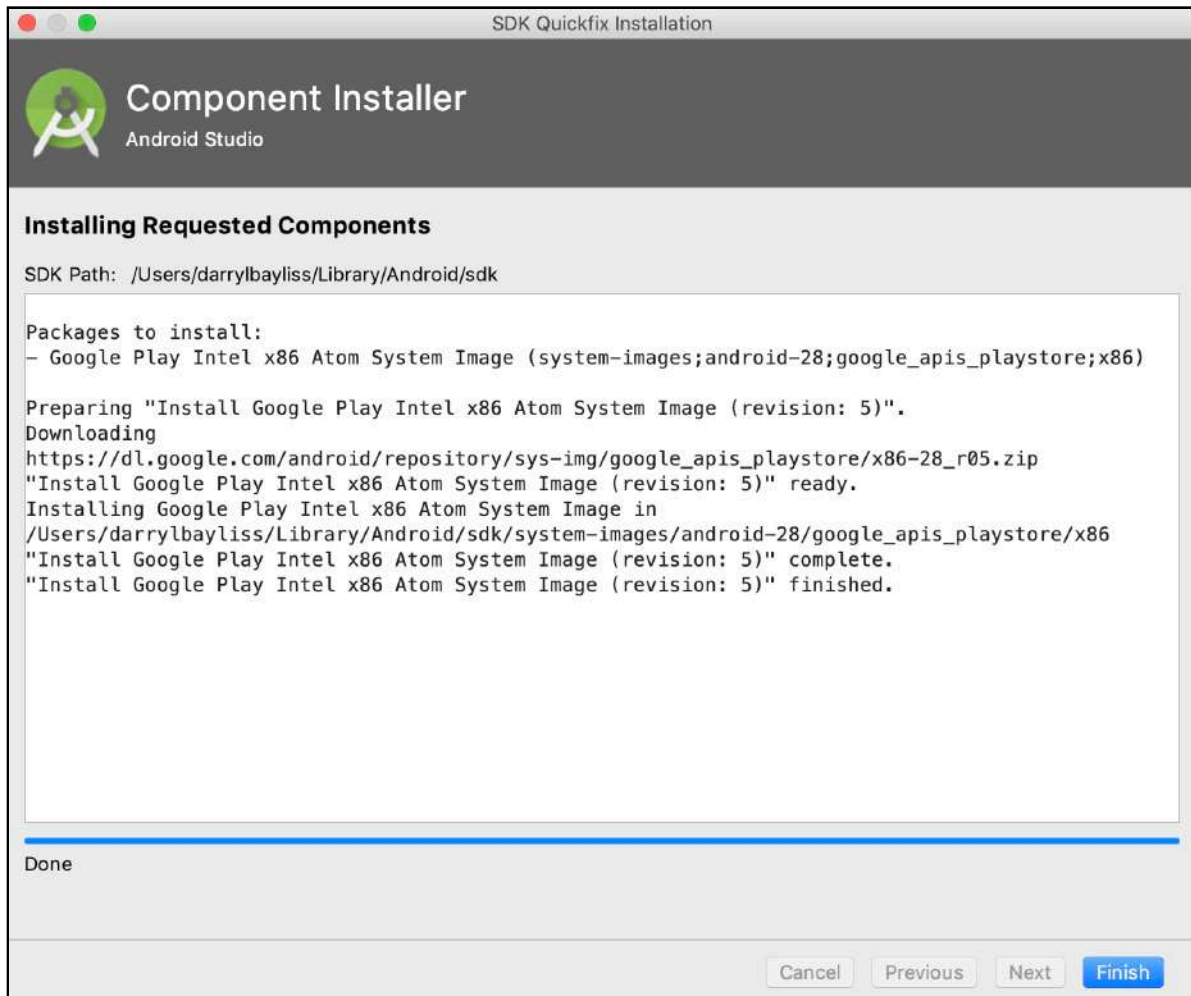 SDK Quickfix Installation
Component Installer
Android Studio
Installing Requested Components
SDK Path: /Users/darrylbayliss/Library/Android/sdk
Packages to install:
- Google Play Intel x86 Atom System Image (system-images;android-28;google_apis_playstore;x86)
Preparing "Install Google Play Intel x86 Atom System Image (revision: 5)".
Downloading
https://dl.google.com/android/repository/sys-img/google_apis_playstore/x86-28_r05.zip
"Install Google Play Intel x86 Atom System Image (revision: 5)" ready.
Installing Google Play Intel x86 Atom System Image in
/Users/darrylbayliss/Library/Android/sdk/system-images/android-28/google_apis_playstore/x86
"Install Google Play Intel x86 Atom System Image (revision: 5)" complete.
"Install Google Play Intel x86 Atom System Image (revision: 5)" finished.
Done
Cancel Previous Next Finish